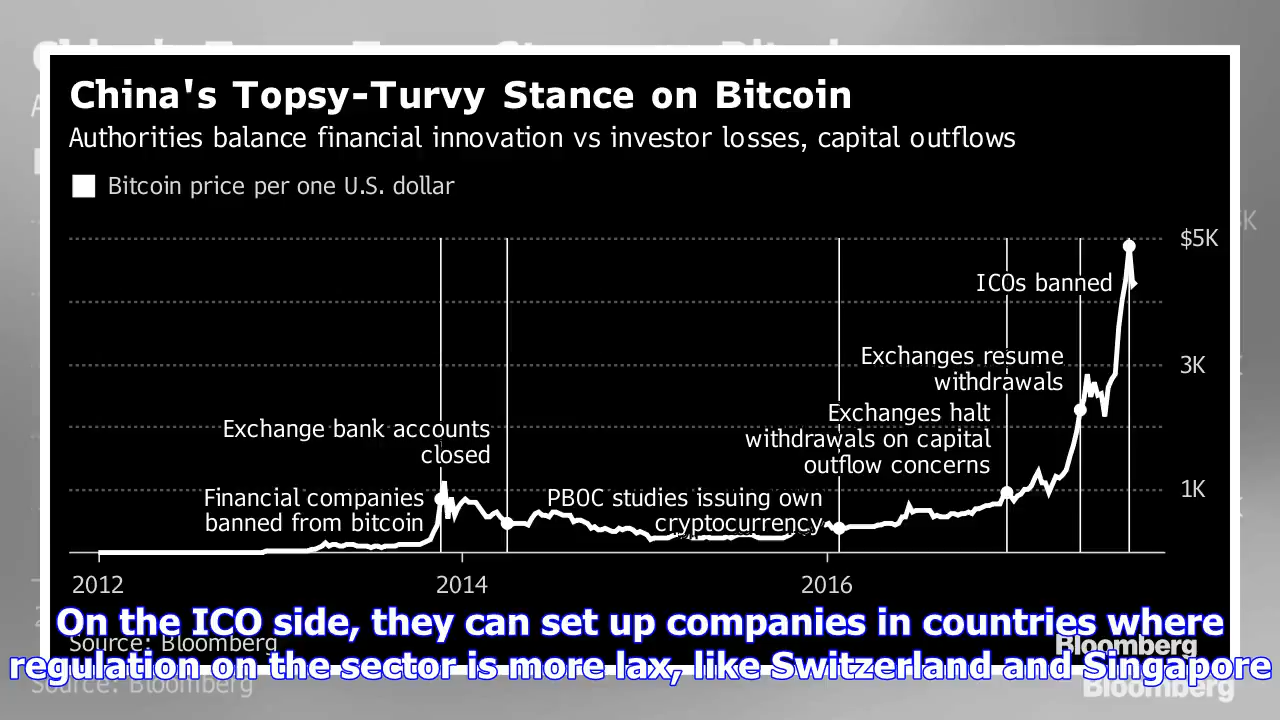 China's Topsy-Turvy Stance on Bitcoin
Authorities balance financial innovation vs investor losses, capital outflows
Bitcoin price per one U.S. dollar
$5K
ICOs banned
Exchanges resume
withdrawals
3K
Exchanges halt
withdrawals on capital
outflow concerns
Exchange bank accounts
closed
Financial companies
banned from bitcoin
PBOC studies issuing own
cryptocurrency
1K
2012
2014
2016
On the ICO side, they can set up companies in countries where
regulation on the sector is more lax, like Switzerland and Singapore
Source: Bloomberg
Bloomberg
Source: Bloomberg
Bloomberg